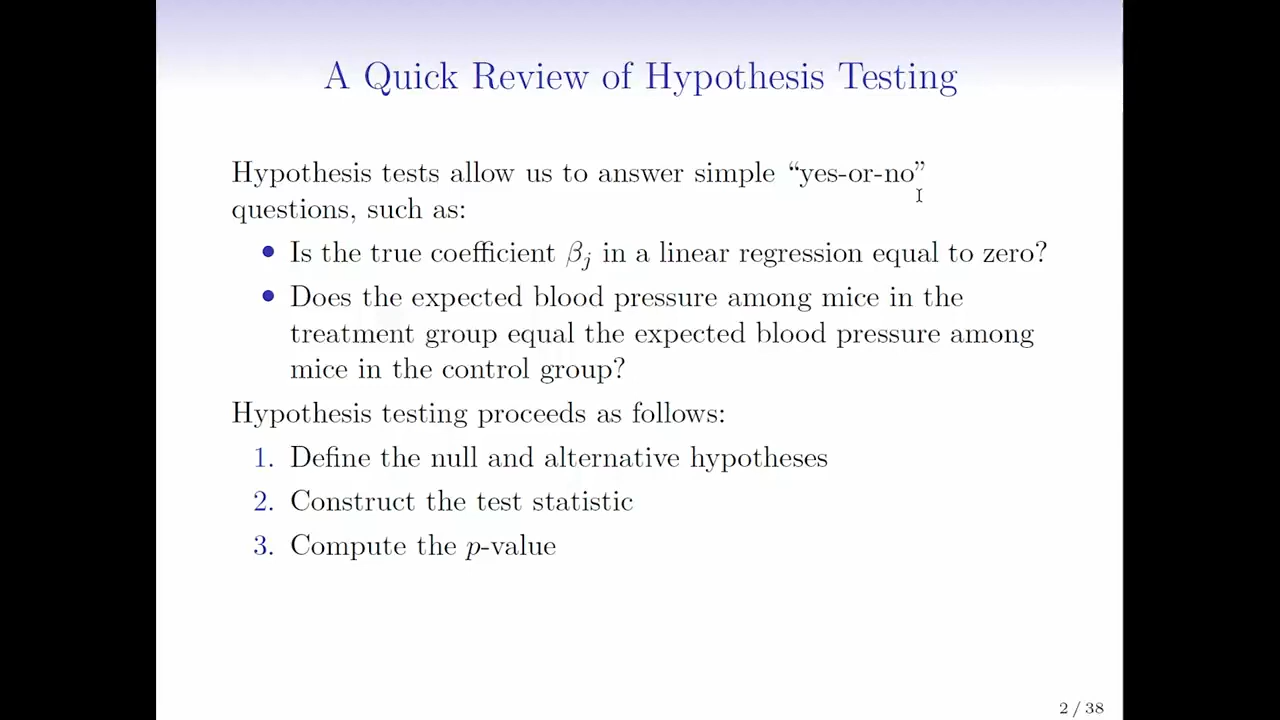 A Quick Review of Hypothesis Testing
Hypothesis tests allow us to answer simple “yes-or-no”
questions, such as:
• Is the true coefficient βj in a linear regression equal to zero?
• Does the expected blood pressure among mice in the
treatment group equal the expected blood pressure among
mice in the control group?
Hypothesis testing proceeds as follows:
1. Define the null and alternative hypotheses
2. Construct the test statistic
3. Compute the p-value
2 / 38